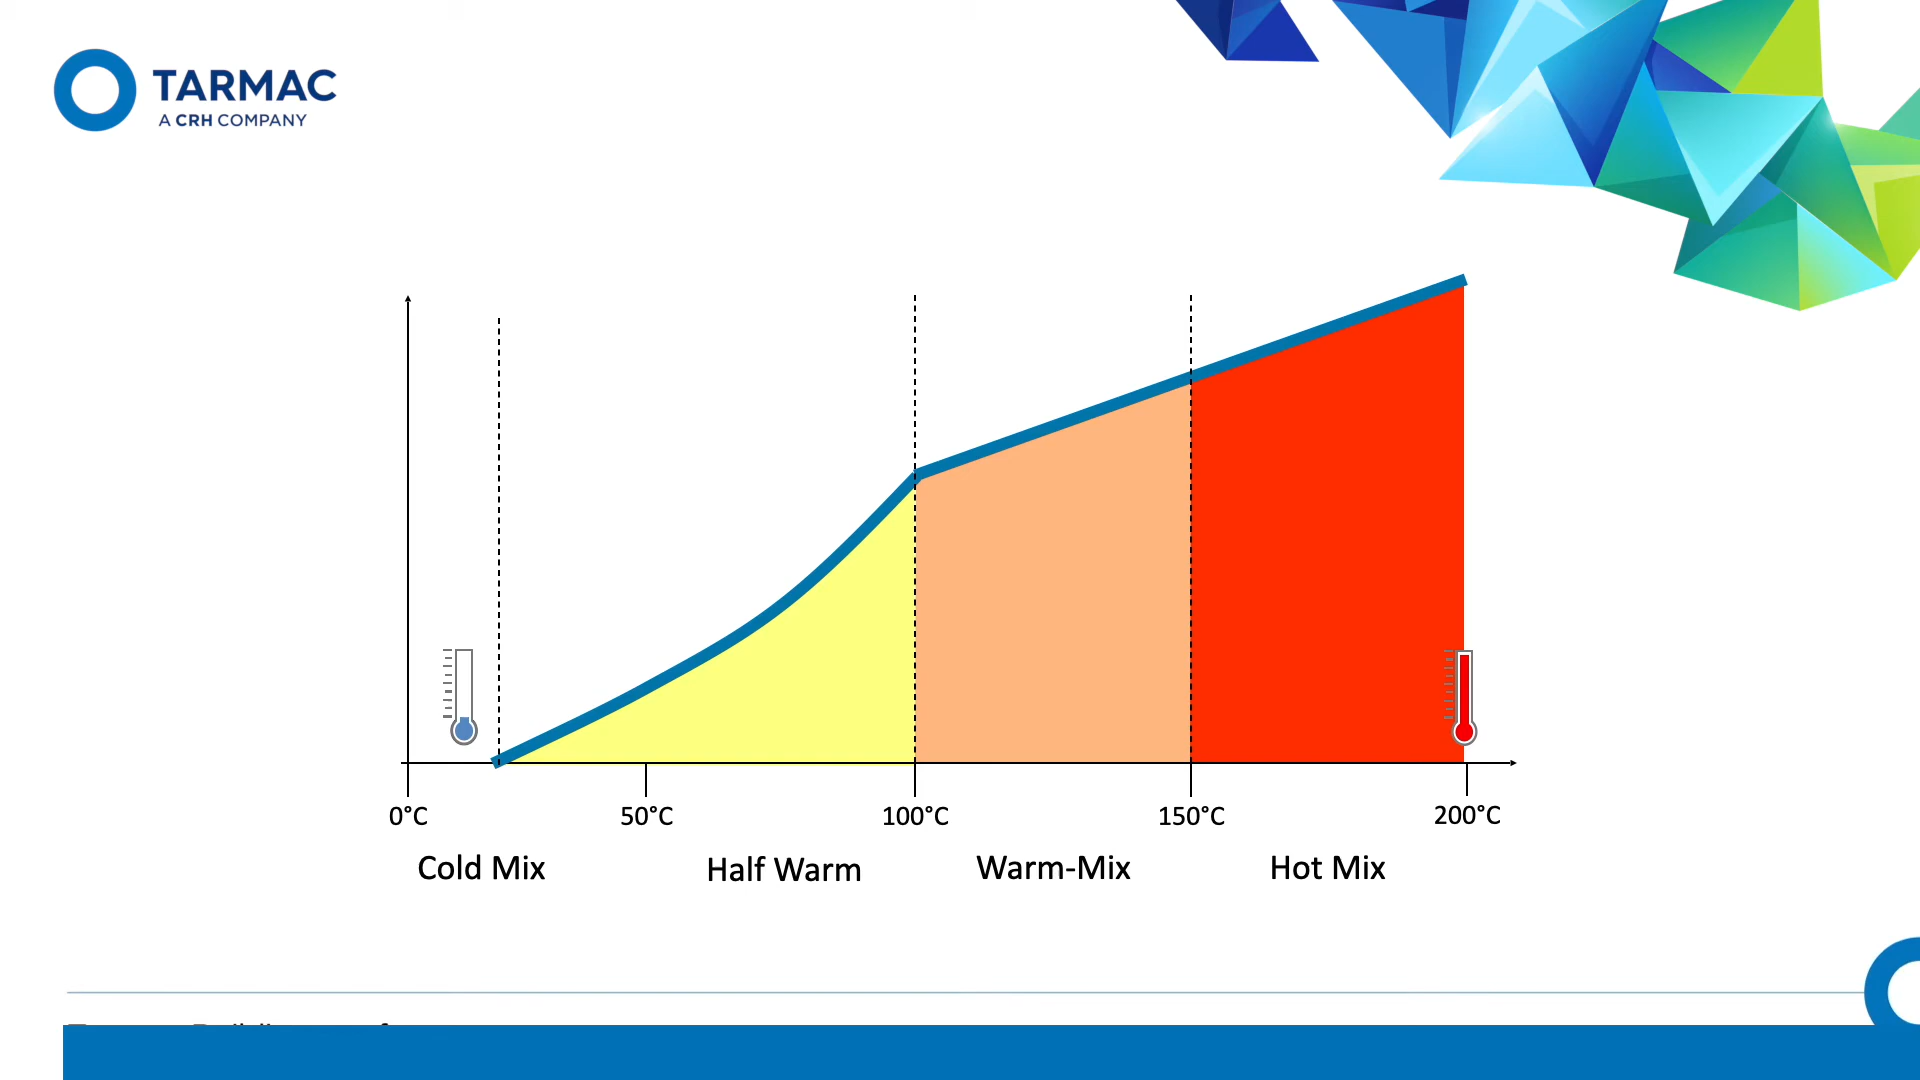 TARMAC
A CRH COMPANY
0°C
50°C
100°C
150°C
200°C
Cold Mix
Half Warm
Warm-Mix
Hot Mix